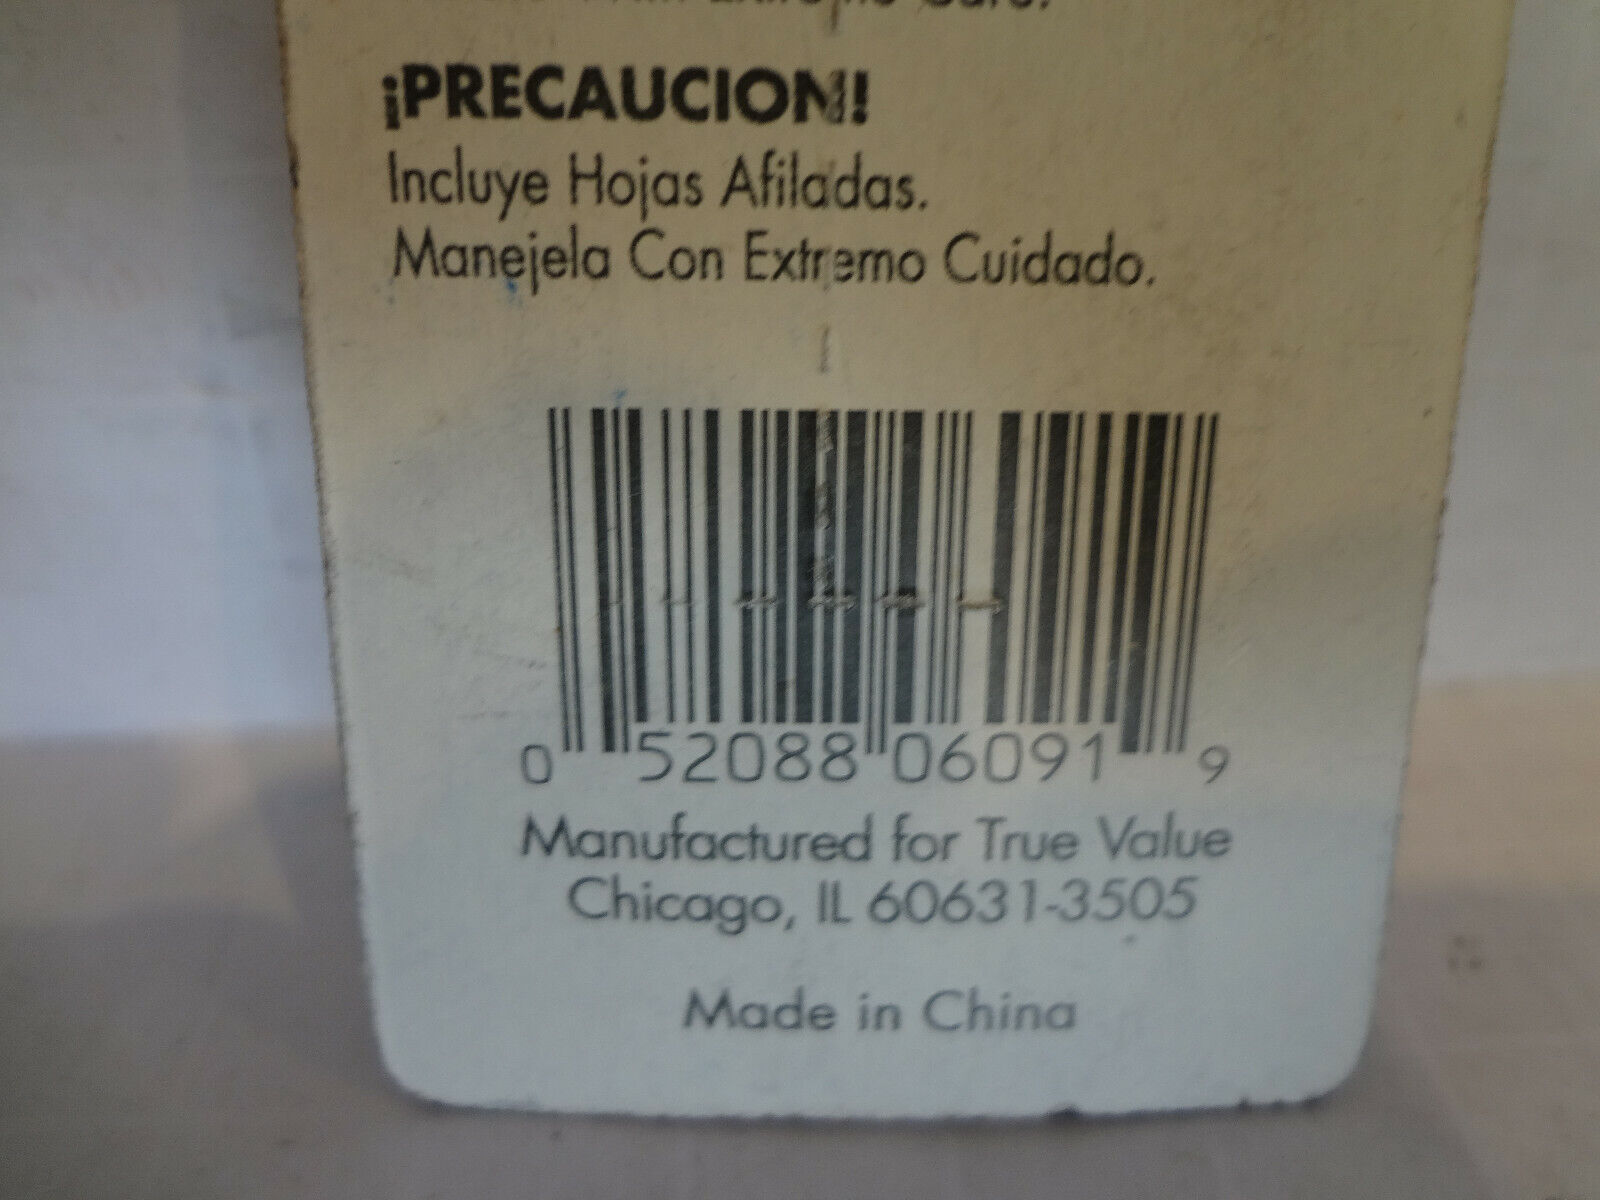 Care.
¡PRECAUCION!
Incluye Hojas Afiladas.
Manejela Con Extremo Cuidado.
0 52088 06091 9
Manufactured for True Value
Chicago, IL 60631-3505
Made in China